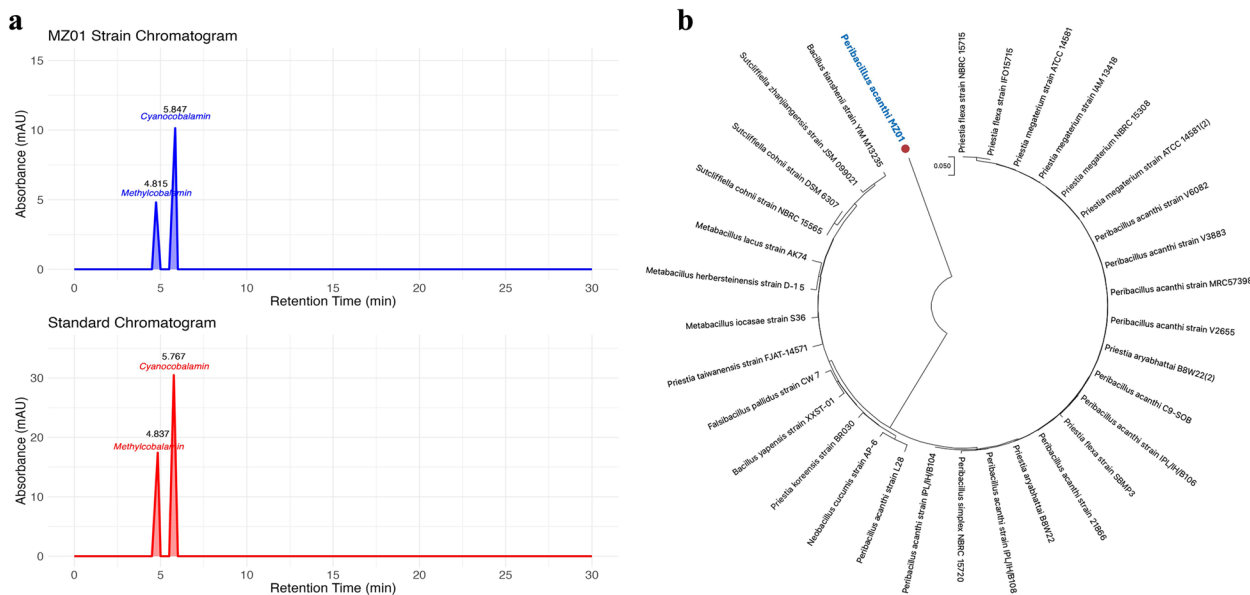 a
MZ01 Strain Chromatogram
15
10
5
0
Absorbance (mAU)
5.847
Cyanocobalamin
4.815
Methylcobalamin
0
5
10
15
20
25
30
Retention Time (min)
Standard Chromatogram
30
20
10
0
Absorbance (mAU)
5.767
Cyanocobalamin
4.837
Methylcobalamin
0
5
10
15
20
25
30
Retention Time (min)
b
Peribacillus acanthi MZ01
0.050
Priestia flexa strain NBRC 15715
Priestia flexa strain IFO15715
Priestia megaterium strain ATCC 14581
Priestia megaterium strain IAM 13418
Priestia megaterium NBRC 15308
Priestia megaterium strain ATCC 14581(2)
Peribacillus acanthi strain V6082
Peribacillus acanthi strain V3883
Peribacillus acanthi strain MRC57398
Peribacillus acanthi strain V2655
Priestia aryabhattai B8W22(2)
Peribacillus acanthi C9-SOB
Peribacillus acanthi strain IPL/IH/B106
Priestia flexa strain SBMP3
Peribacillus acanthi strain 21866
Priestia aryabhattai B8W22
Peribacillus acanthi strain IPL/IH/B108
Peribacillus simplex NBRC 15720
Peribacillus acanthi strain IPL/IH/B104
Peribacillus acanthi strain L28
Neobacillus cucumis strain AP-6
Priestia koreensis strain BR030
Bacillus yapensis strain XXST-01
Falsibacillus pallidus strain CW 7
Priestia taiwanensis strain FJAT-14571
Metabacillus iocasae strain S36
Metabacillus herbersteinensis strain D-1 5
Metabacillus lacus strain AK74
Sutcliffiella cohnii strain NBRC 15565
Sutcliffiella cohnii strain DSM 6307
Sutcliffiella zhanjiangensis strain JSM 099021
Bacillus tianshenii strain YIM M13235